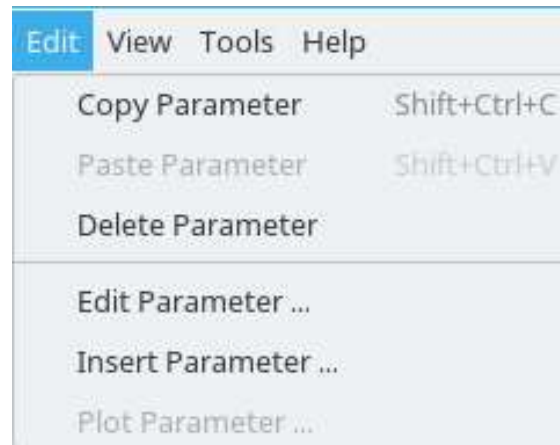 Edit View Tools Help
Copy Parameter Shift+Ctrl+C
Paste Parameter Shift+Ctrl+V
Delete Parameter
Edit Parameter ...
Insert Parameter ...
Plot Parameter ...